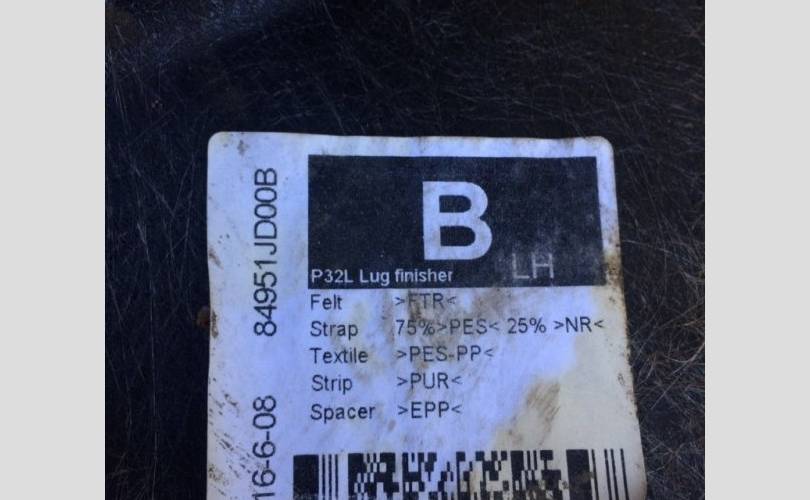 B
P32L Lug finisher LH
Felt >FTR<
Strap 75%>PES< 25% >NR<
Textile >PES-PP<
Strip >PUR<
Spacer >EPP<
84951JD00B
16-6-08